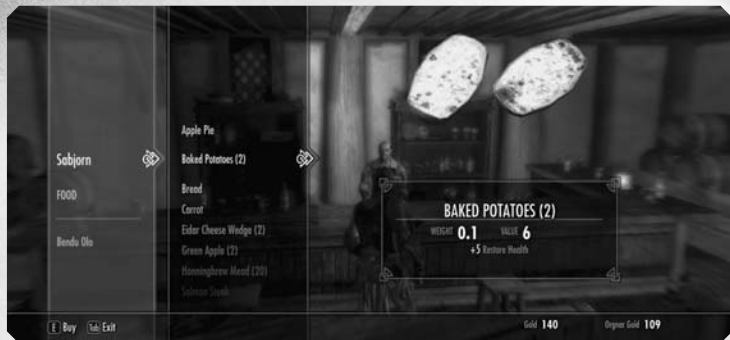 Sabjorn
FOOD
Bendu Olo
Apple Pie
Baked Potatoes (2)
Bread
Carrot
Eidar Cheese Wedge (2)
Green Apple (2)
Honningbrew Mead (20)
Salmon Steak
BAKED POTATOES (2)
WEIGHT 0.1 VALUE 6
+5 Restore Health
E Buy Tab Exit
Gold 140 Orgnar Gold 109